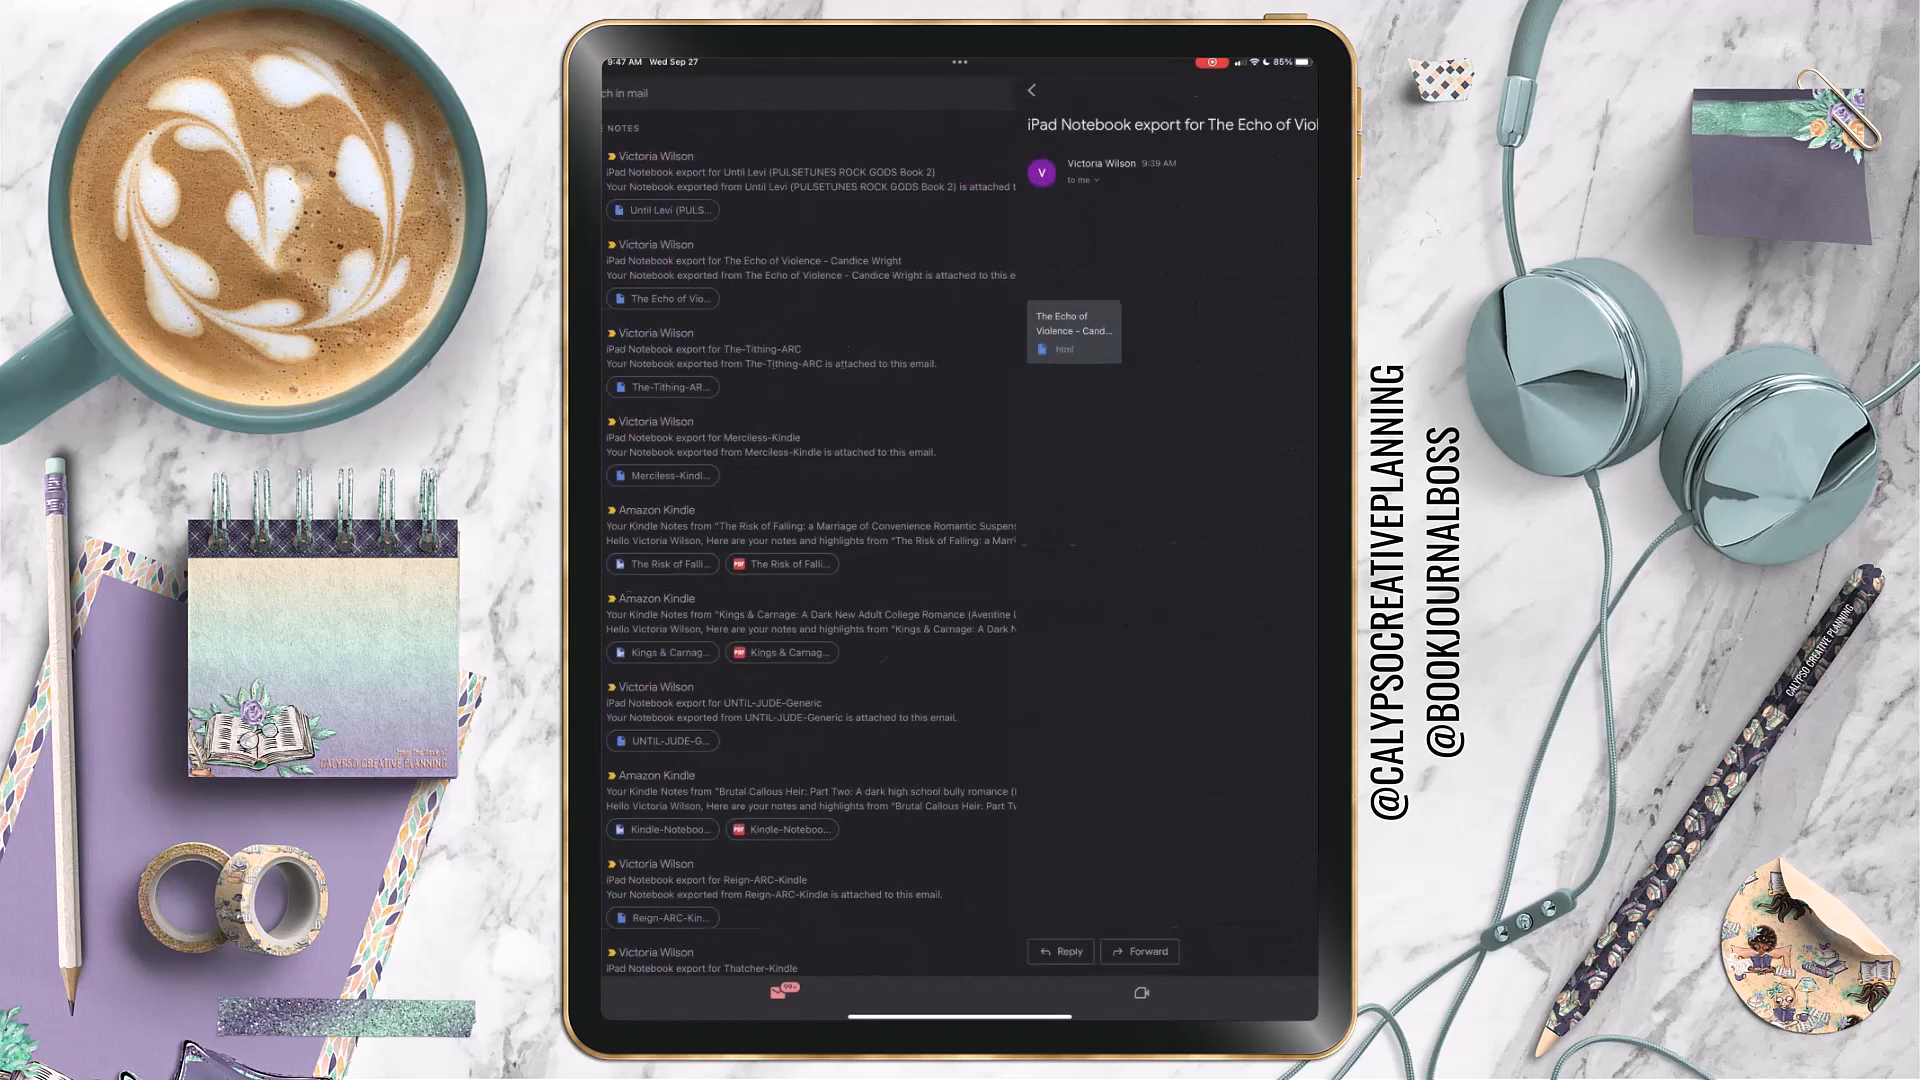 9:47 AM Wed Sep 27
85%
ch in mail
E NOTES
Victoria Wilson
iPad Notebook export for Until Levi (PULSETUNES ROCK GODS Book 2)
Your Notebook exported from Until Levi (PULSETUNES ROCK GODS Book 2) is attached t
Until Levi (PULS...
Victoria Wilson
iPad Notebook export for The Echo of Violence - Candice Wright
Your Notebook exported from The Echo of Violence - Candice Wright is attached to this e
The Echo of Vio...
Victoria Wilson
iPad Notebook export for The-Tithing-ARC
Your Notebook exported from The-Tithing-ARC is attached to this email.
The-Tithing-AR...
Victoria Wilson
iPad Notebook export for Merciless-Kindle
Your Notebook exported from Merciless-Kindle is attached to this email.
Merciless-Kindl...
Amazon Kindle
Your Kindle Notes from "The Risk of Falling: a Marriage of Convenience Romantic Suspens
Hello Victoria Wilson, Here are your notes and highlights from "The Risk of Falling: a Marri
The Risk of Falli... PDF The Risk of Falli...
Amazon Kindle
Your Kindle Notes from "Kings & Carnage: A Dark New Adult College Romance (Aventine U
Hello Victoria Wilson, Here are your notes and highlights from "Kings & Carnage: A Dark N
Kings & Carnag... PDF Kings & Carnag...
Victoria Wilson
iPad Notebook export for UNTIL-JUDE-Generic
Your Notebook exported from UNTIL-JUDE-Generic is attached to this email.
UNTIL-JUDE-G...
Amazon Kindle
Your Kindle Notes from "Brutal Callous Heir: Part Two: A dark high school bully romance (
Hello Victoria Wilson, Here are your notes and highlights from "Brutal Callous Heir: Part Tw
Kindle-Noteboo... PDF Kindle-Noteboo...
Victoria Wilson
iPad Notebook export for Reign-ARC-Kindle
Your Notebook exported from Reign-ARC-Kindle is attached to this email.
Reign-ARC-Kin...
Victoria Wilson
iPad Notebook export for Thatcher-Kindle
99+
iPad Notebook export for The Echo of Viol
V
Victoria Wilson 9:39 AM
to me
The Echo of
Violence - Cand...
html
Reply Forward
@CALYPSOCREATIVEPLANNING
@BOOKJOURNALBOSS
from the desk of
CALYPSO CREATIVE PLANNING
CALYPSO CREATIVE PLANNING